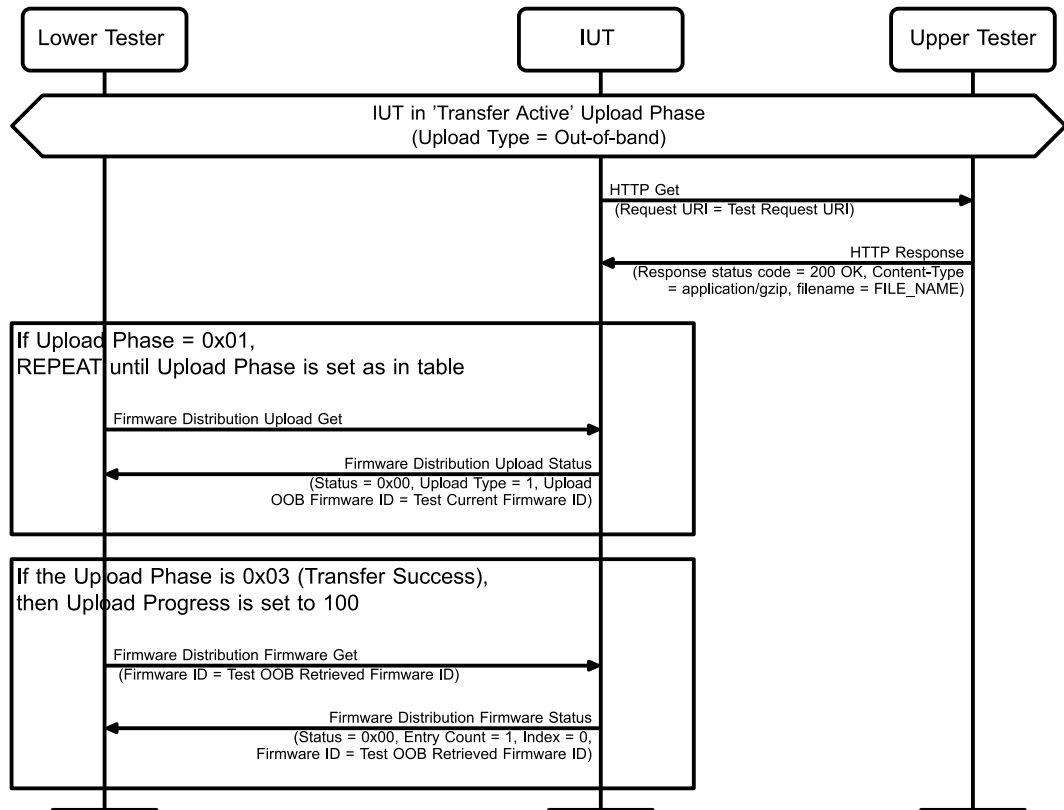 Lower Tester
IUT
Upper Tester
IUT in 'Transfer Active' Upload Phase
(Upload Type = Out-of-band)
HTTP Get
(Request URI = Test Request URI)
HTTP Response
(Response status code = 200 OK, Content-Type
= application/gzip, filename = FILE_NAME)
If Upload Phase = 0x01,
REPEAT until Upload Phase is set as in table
Firmware Distribution Upload Get
Firmware Distribution Upload Status
(Status = 0x00, Upload Type = 1, Upload
OOB Firmware ID = Test Current Firmware ID)
If the Upload Phase is 0x03 (Transfer Success),
then Upload Progress is set to 100
Firmware Distribution Firmware Get
(Firmware ID = Test OOB Retrieved Firmware ID)
Firmware Distribution Firmware Status
(Status = 0x00, Entry Count = 1, Index = 0,
Firmware ID = Test OOB Retrieved Firmware ID)